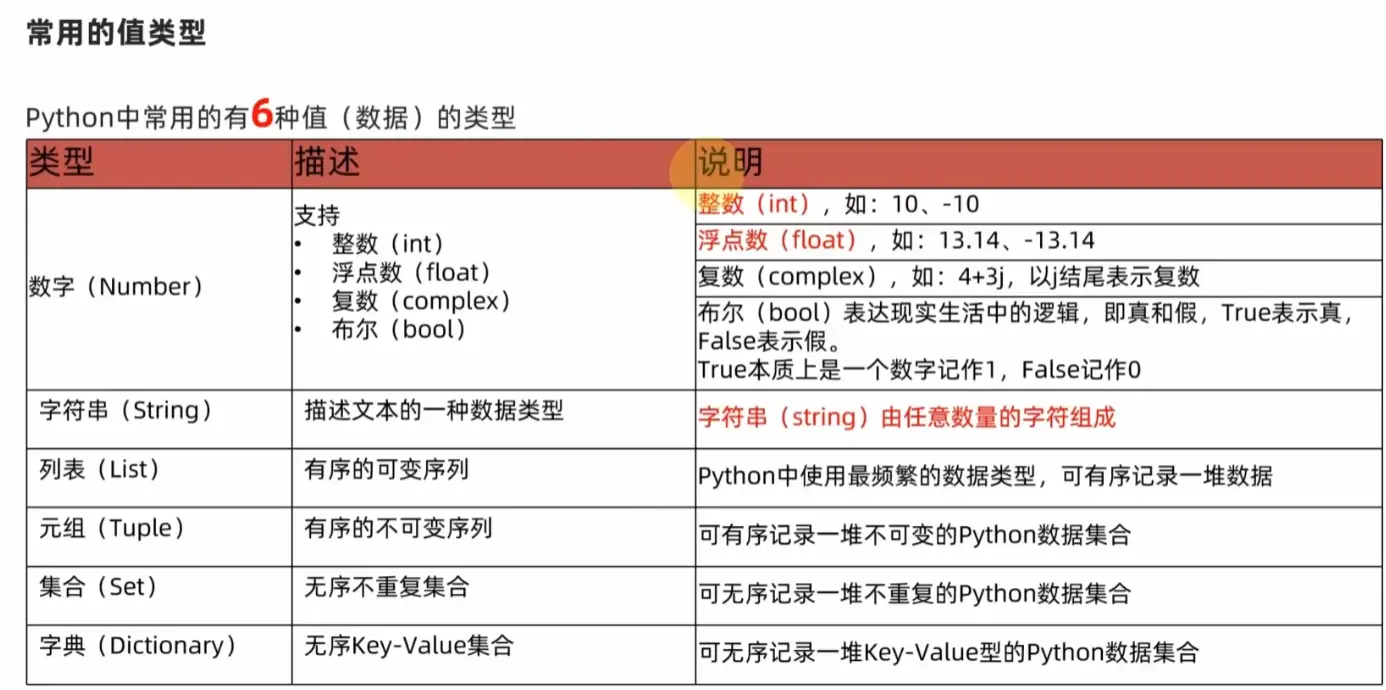 常用的值类型
Python中常用的有6种值（数据）的类型
类型 描述 说明
数字（Number）
支持
• 整数（int）
• 浮点数（float）
• 复数（complex）
• 布尔（bool）
整数（int），如：10、-10
浮点数（float），如：13.14、-13.14
复数（complex），如：4+3j，以j结尾表示复数
布尔（bool）表达现实生活中的逻辑，即真和假，True表示真，
False表示假。
True本质上是一个数字记作1，False记作0
字符串（String） 描述文本的一种数据类型 字符串（string）由任意数量的字符组成
列表（List） 有序的可变序列 Python中使用最频繁的数据类型，可有序记录一堆数据
元组（Tuple） 有序的不可变序列 可有序记录一堆不可变的Python数据集合
集合（Set） 无序不重复集合 可无序记录一堆不重复的Python数据集合
字典（Dictionary） 无序Key-Value集合 可无序记录一堆Key-Value型的Python数据集合